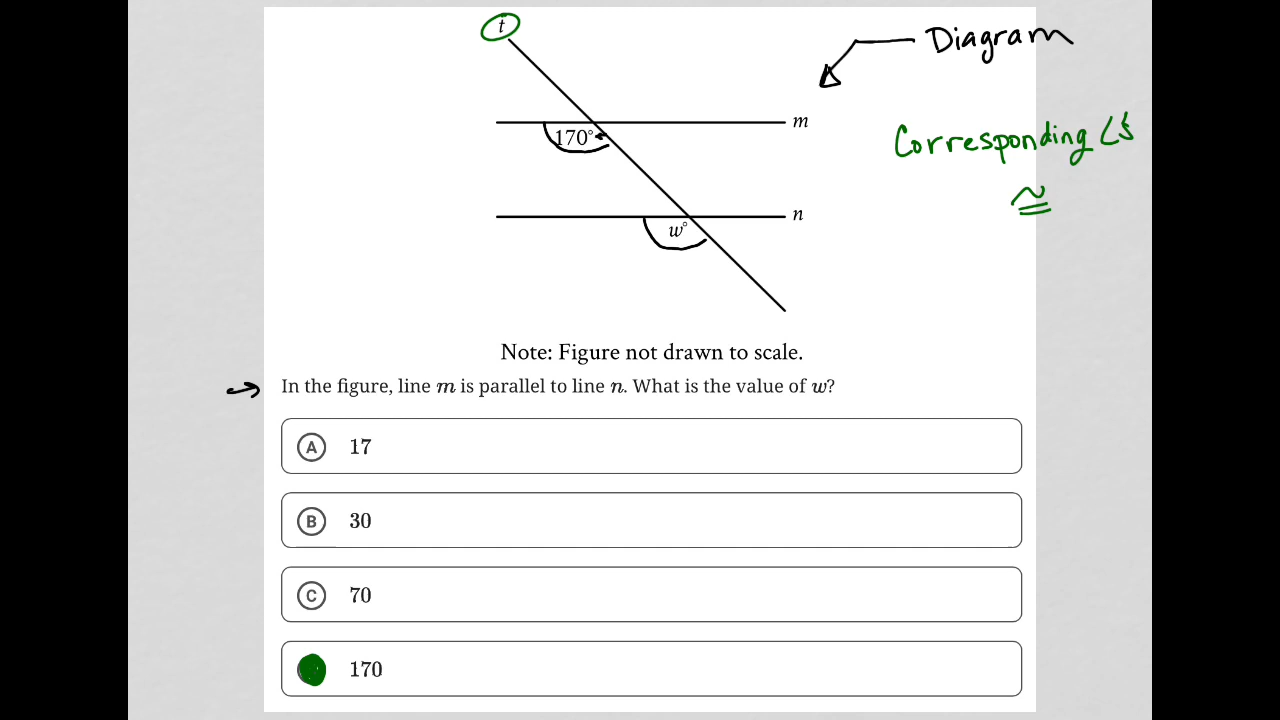 t
Diagram
m
170°
Corresponding ∠s
≅
n
w°
Note: Figure not drawn to scale.
In the figure, line m is parallel to line n. What is the value of w?
A 17
B 30
C 70
170